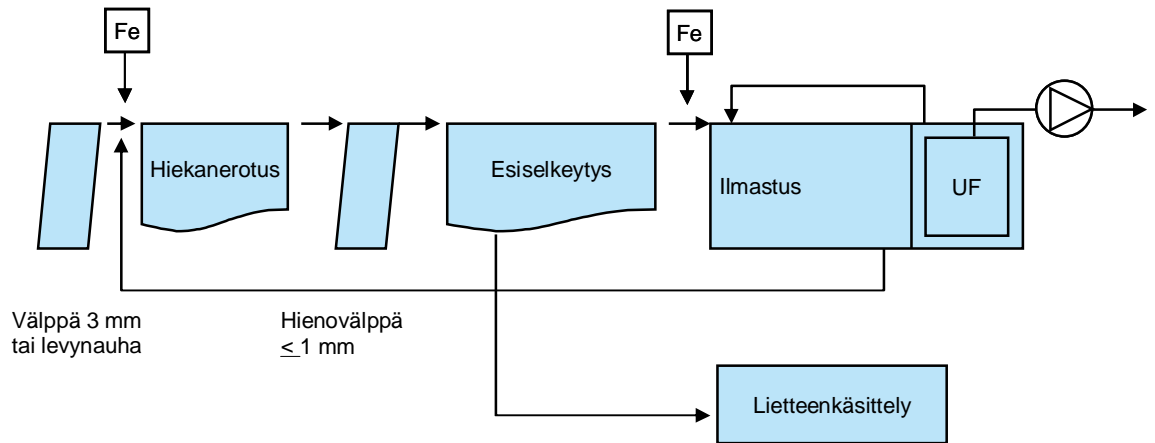 Fe
Fe
Hiekanerotus
Esiselkeytys
Ilmastus
UF
Välppä 3 mm
tai levynauha
Hienovälppä
≤ 1 mm
Lietteenkäsittely